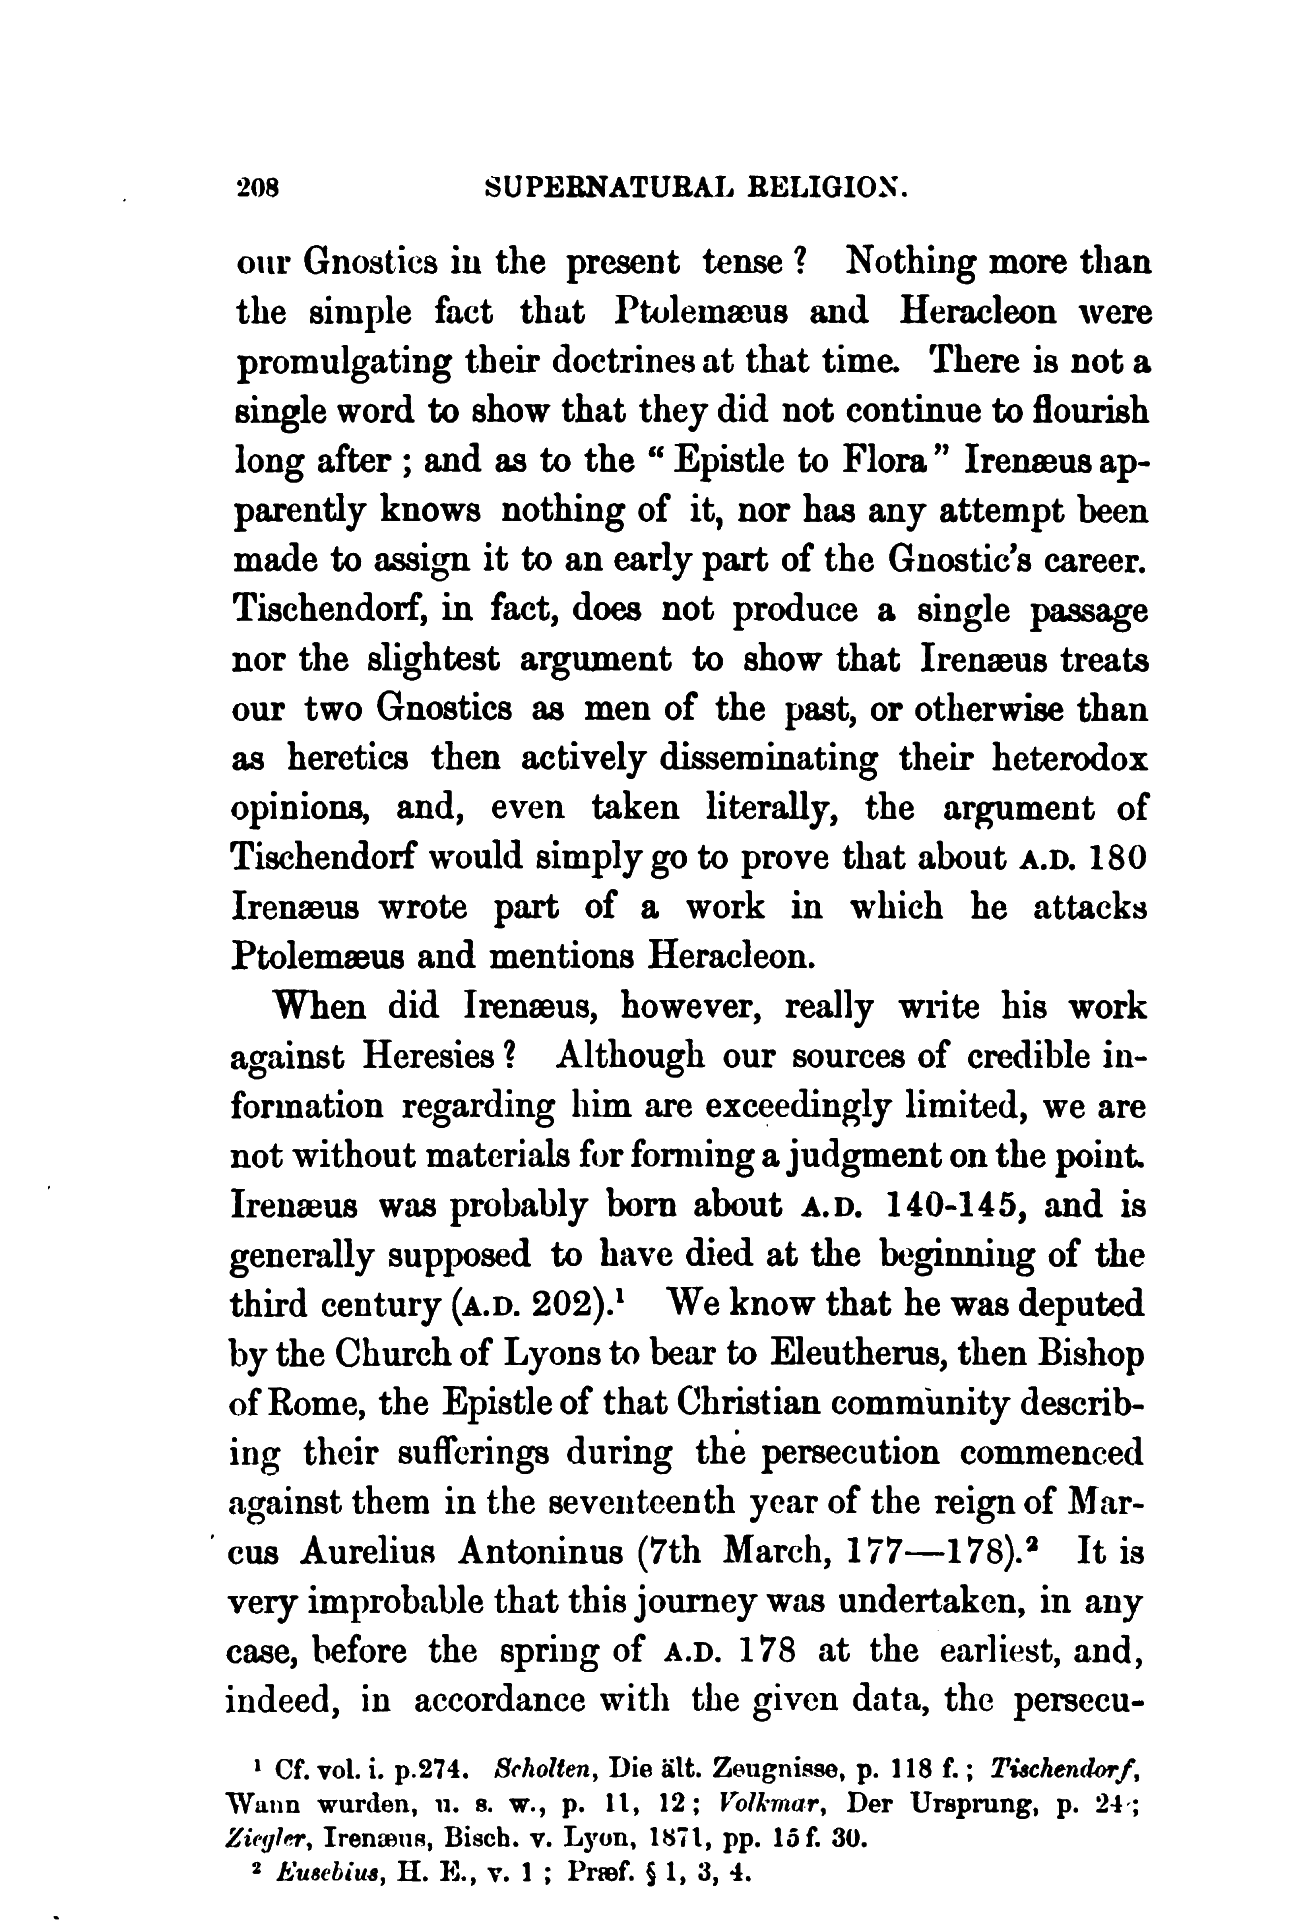 208 SUPERNATURAL RELIGION.
our Gnostics in the present tense? Nothing more than
the simple fact that Ptolemæus and Heracleon were
promulgating their doctrines at that time. There is not a
single word to show that they did not continue to flourish
long after; and as to the "Epistle to Flora" Irenæus ap-
parently knows nothing of it, nor has any attempt been
made to assign it to an early part of the Gnostic's career.
Tischendorf, in fact, does not produce a single passage
nor the slightest argument to show that Irenæus treats
our two Gnostics as men of the past, or otherwise than
as heretics then actively disseminating their heterodox
opinions, and, even taken literally, the argument of
Tischendorf would simply go to prove that about A.D. 180
Irenæus wrote part of a work in which he attacks
Ptolemæus and mentions Heracleon.
When did Irenæus, however, really write his work
against Heresies? Although our sources of credible in-
formation regarding him are exceedingly limited, we are
not without materials for forming a judgment on the point.
Irenæus was probably born about A.D. 140-145, and is
generally supposed to have died at the beginning of the
third century (A.D. 202).¹ We know that he was deputed
by the Church of Lyons to bear to Eleutherus, then Bishop
of Rome, the Epistle of that Christian community describ-
ing their sufferings during the persecution commenced
against them in the seventeenth year of the reign of Mar-
cus Aurelius Antoninus (7th March, 177—178).² It is
very improbable that this journey was undertaken, in any
case, before the spring of A.D. 178 at the earliest, and,
indeed, in accordance with the given data, the persecu-
¹ Cf. vol. i. p.274. Scholten, Die ält. Zeugnisse, p. 118 f.; Tischendorf,
Wann wurden, u. s. w., p. 11, 12; Volkmar, Der Ursprung, p. 24;
Ziegler, Irenæus, Bisch. v. Lyon, 1871, pp. 15 f. 30.
² Eusebius, H. E., v. 1; Præf. § 1, 3, 4.